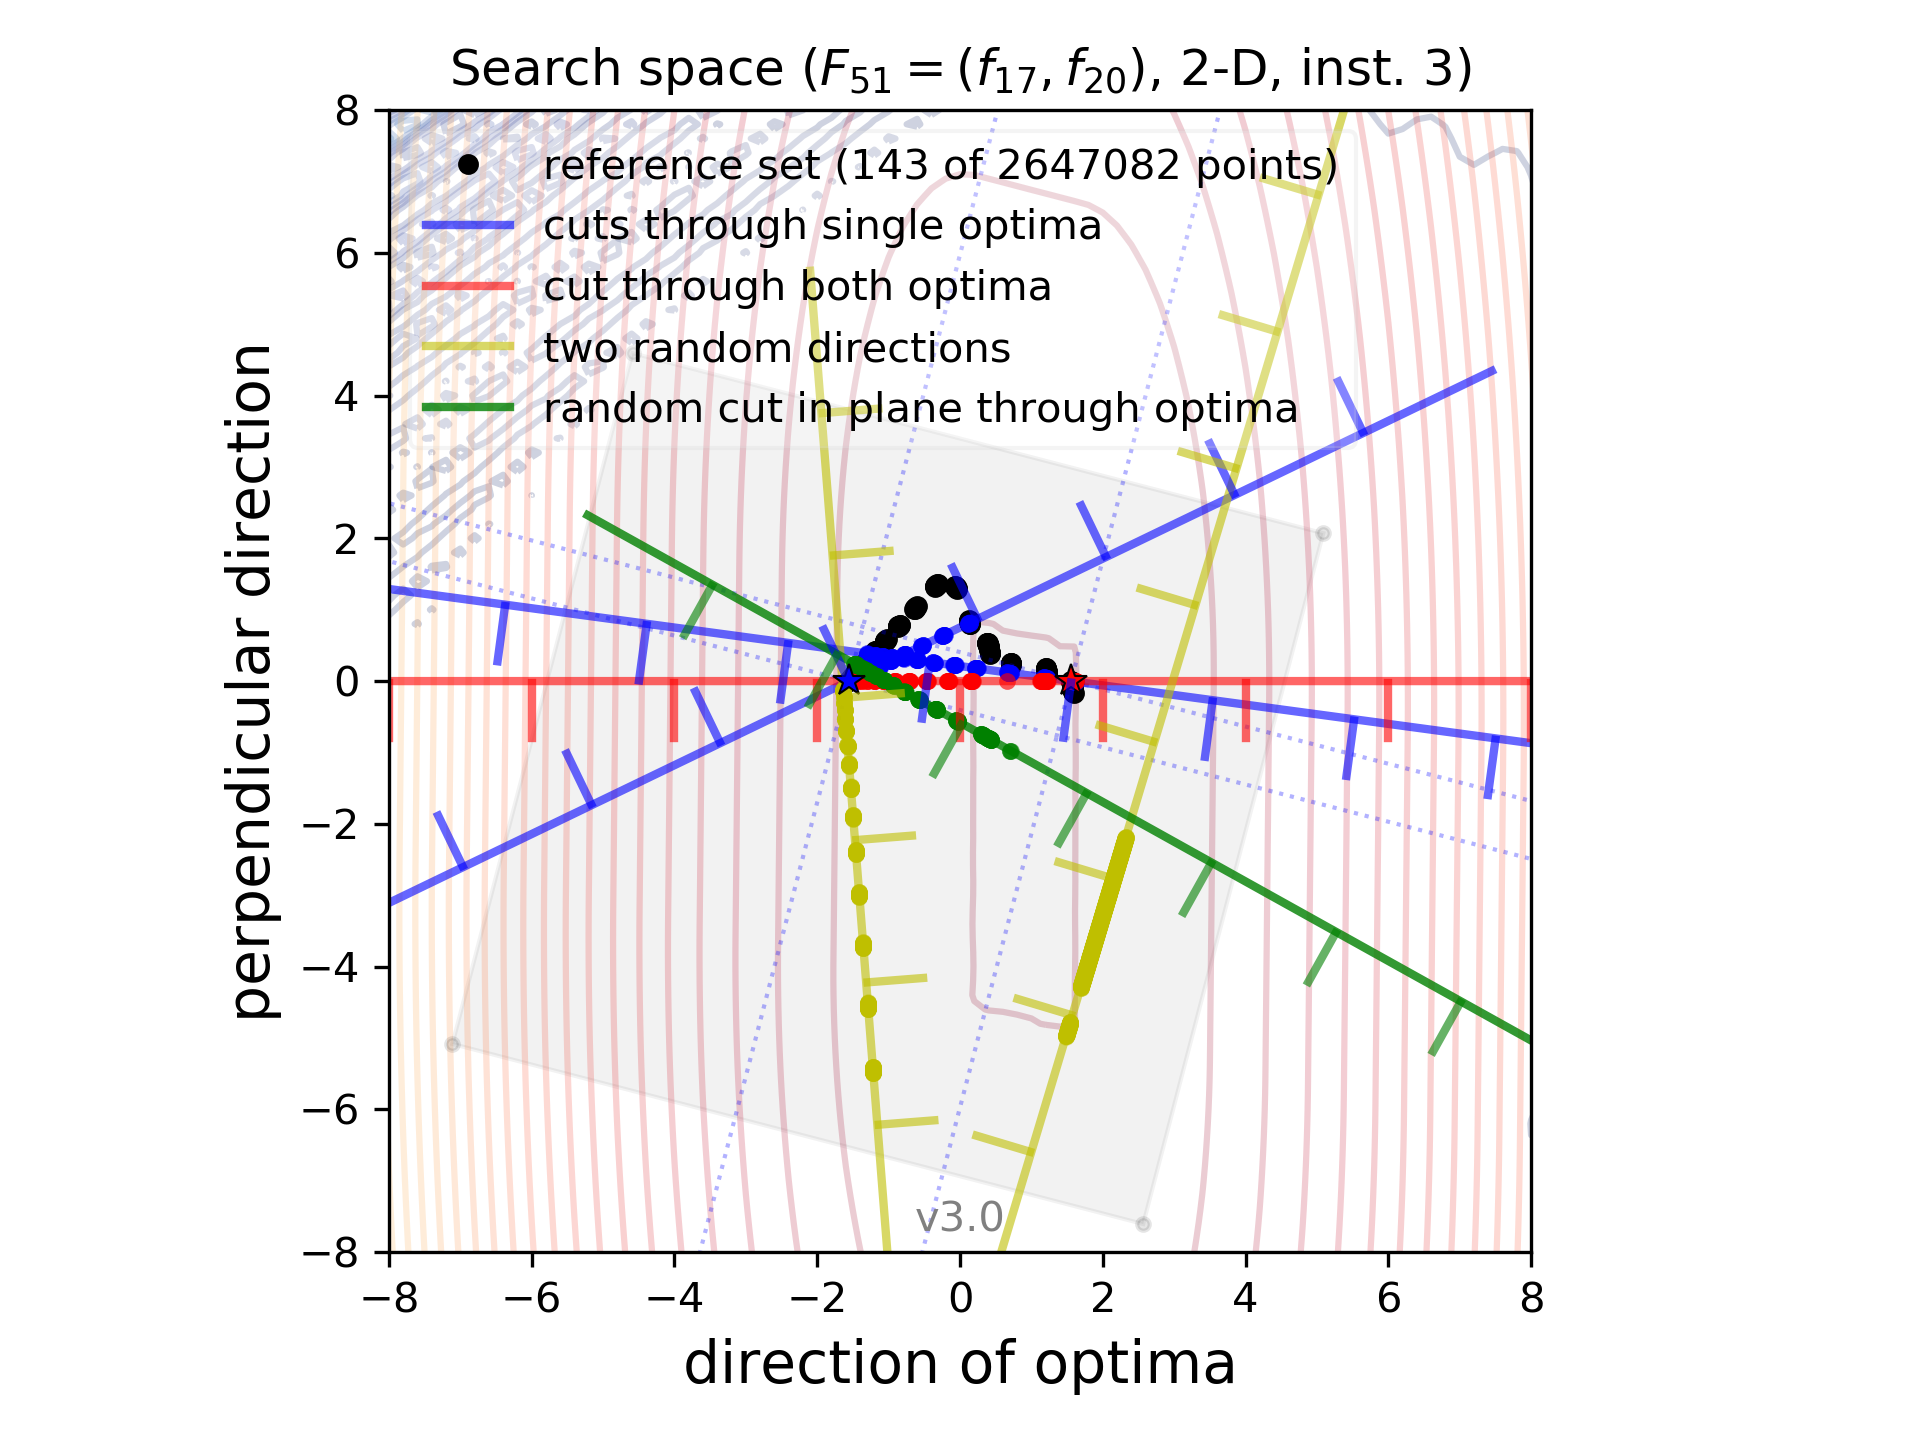 Search space (F51 = (f17, f20), 2-D, inst. 3)
8
6
4
2
0
−2
−4
−6
−8
perpendicular direction
reference set (143 of 2647082 points)
cuts through single optima
cut through both optima
two random directions
random cut in plane through optima
v3.0
−8 −6 −4 −2 0 2 4 6 8
direction of optima